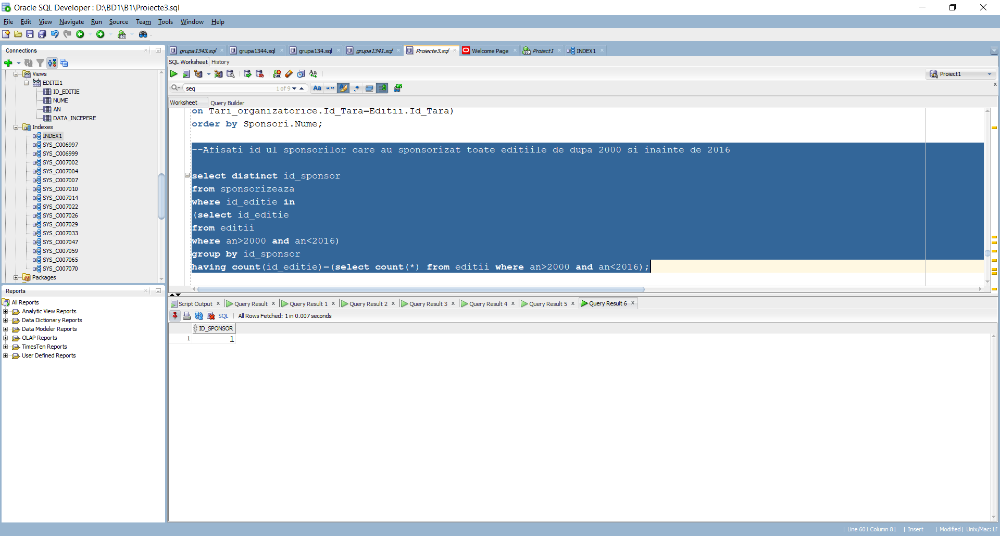 Oracle SQL Developer : D:\BD1\B1\Proiecte3.sql
File Edit View Navigate Run Source Team Tools Window Help
Connections
Views
EDITII1
ID_EDITIE
NUME
AN
DATA_INCEPERE
Indexes
INDEX1
SYS_C006997
SYS_C006999
SYS_C007002
SYS_C007004
SYS_C007007
SYS_C007010
SYS_C007014
SYS_C007022
SYS_C007026
SYS_C007029
SYS_C007033
SYS_C007047
SYS_C007059
SYS_C007065
SYS_C007070
Packages
Reports
All Reports
Analytic View Reports
Data Dictionary Reports
Data Modeler Reports
OLAP Reports
TimesTen Reports
User Defined Reports
grupa1343.sql grupa1344.sql grupa134.sql grupa1341.sql Proiecte3.sql Welcome Page Proiect1 INDEX1
SQL Worksheet History
Proiect1
seq 1 of 9
Worksheet Query Builder
on Tari_organizatorice.Id_Tara=Editii.Id_Tara)
order by Sponsori.Nume;
--Afisati id ul sponsorilor care au sponsorizat toate editiile de dupa 2000 si inainte de 2016
select distinct id_sponsor
from sponsorizeaza
where id_editie in
(select id_editie
from editii
where an>2000 and an<2016)
group by id_sponsor
having count(id_editie)=(select count(*) from editii where an>2000 and an<2016);
Script Output Query Result Query Result 1 Query Result 2 Query Result 3 Query Result 4 Query Result 5 Query Result 6
SQL All Rows Fetched: 1 in 0.007 seconds
ID_SPONSOR
1 1
Line 601 Column 81 Insert Modified Unix/Mac: LF